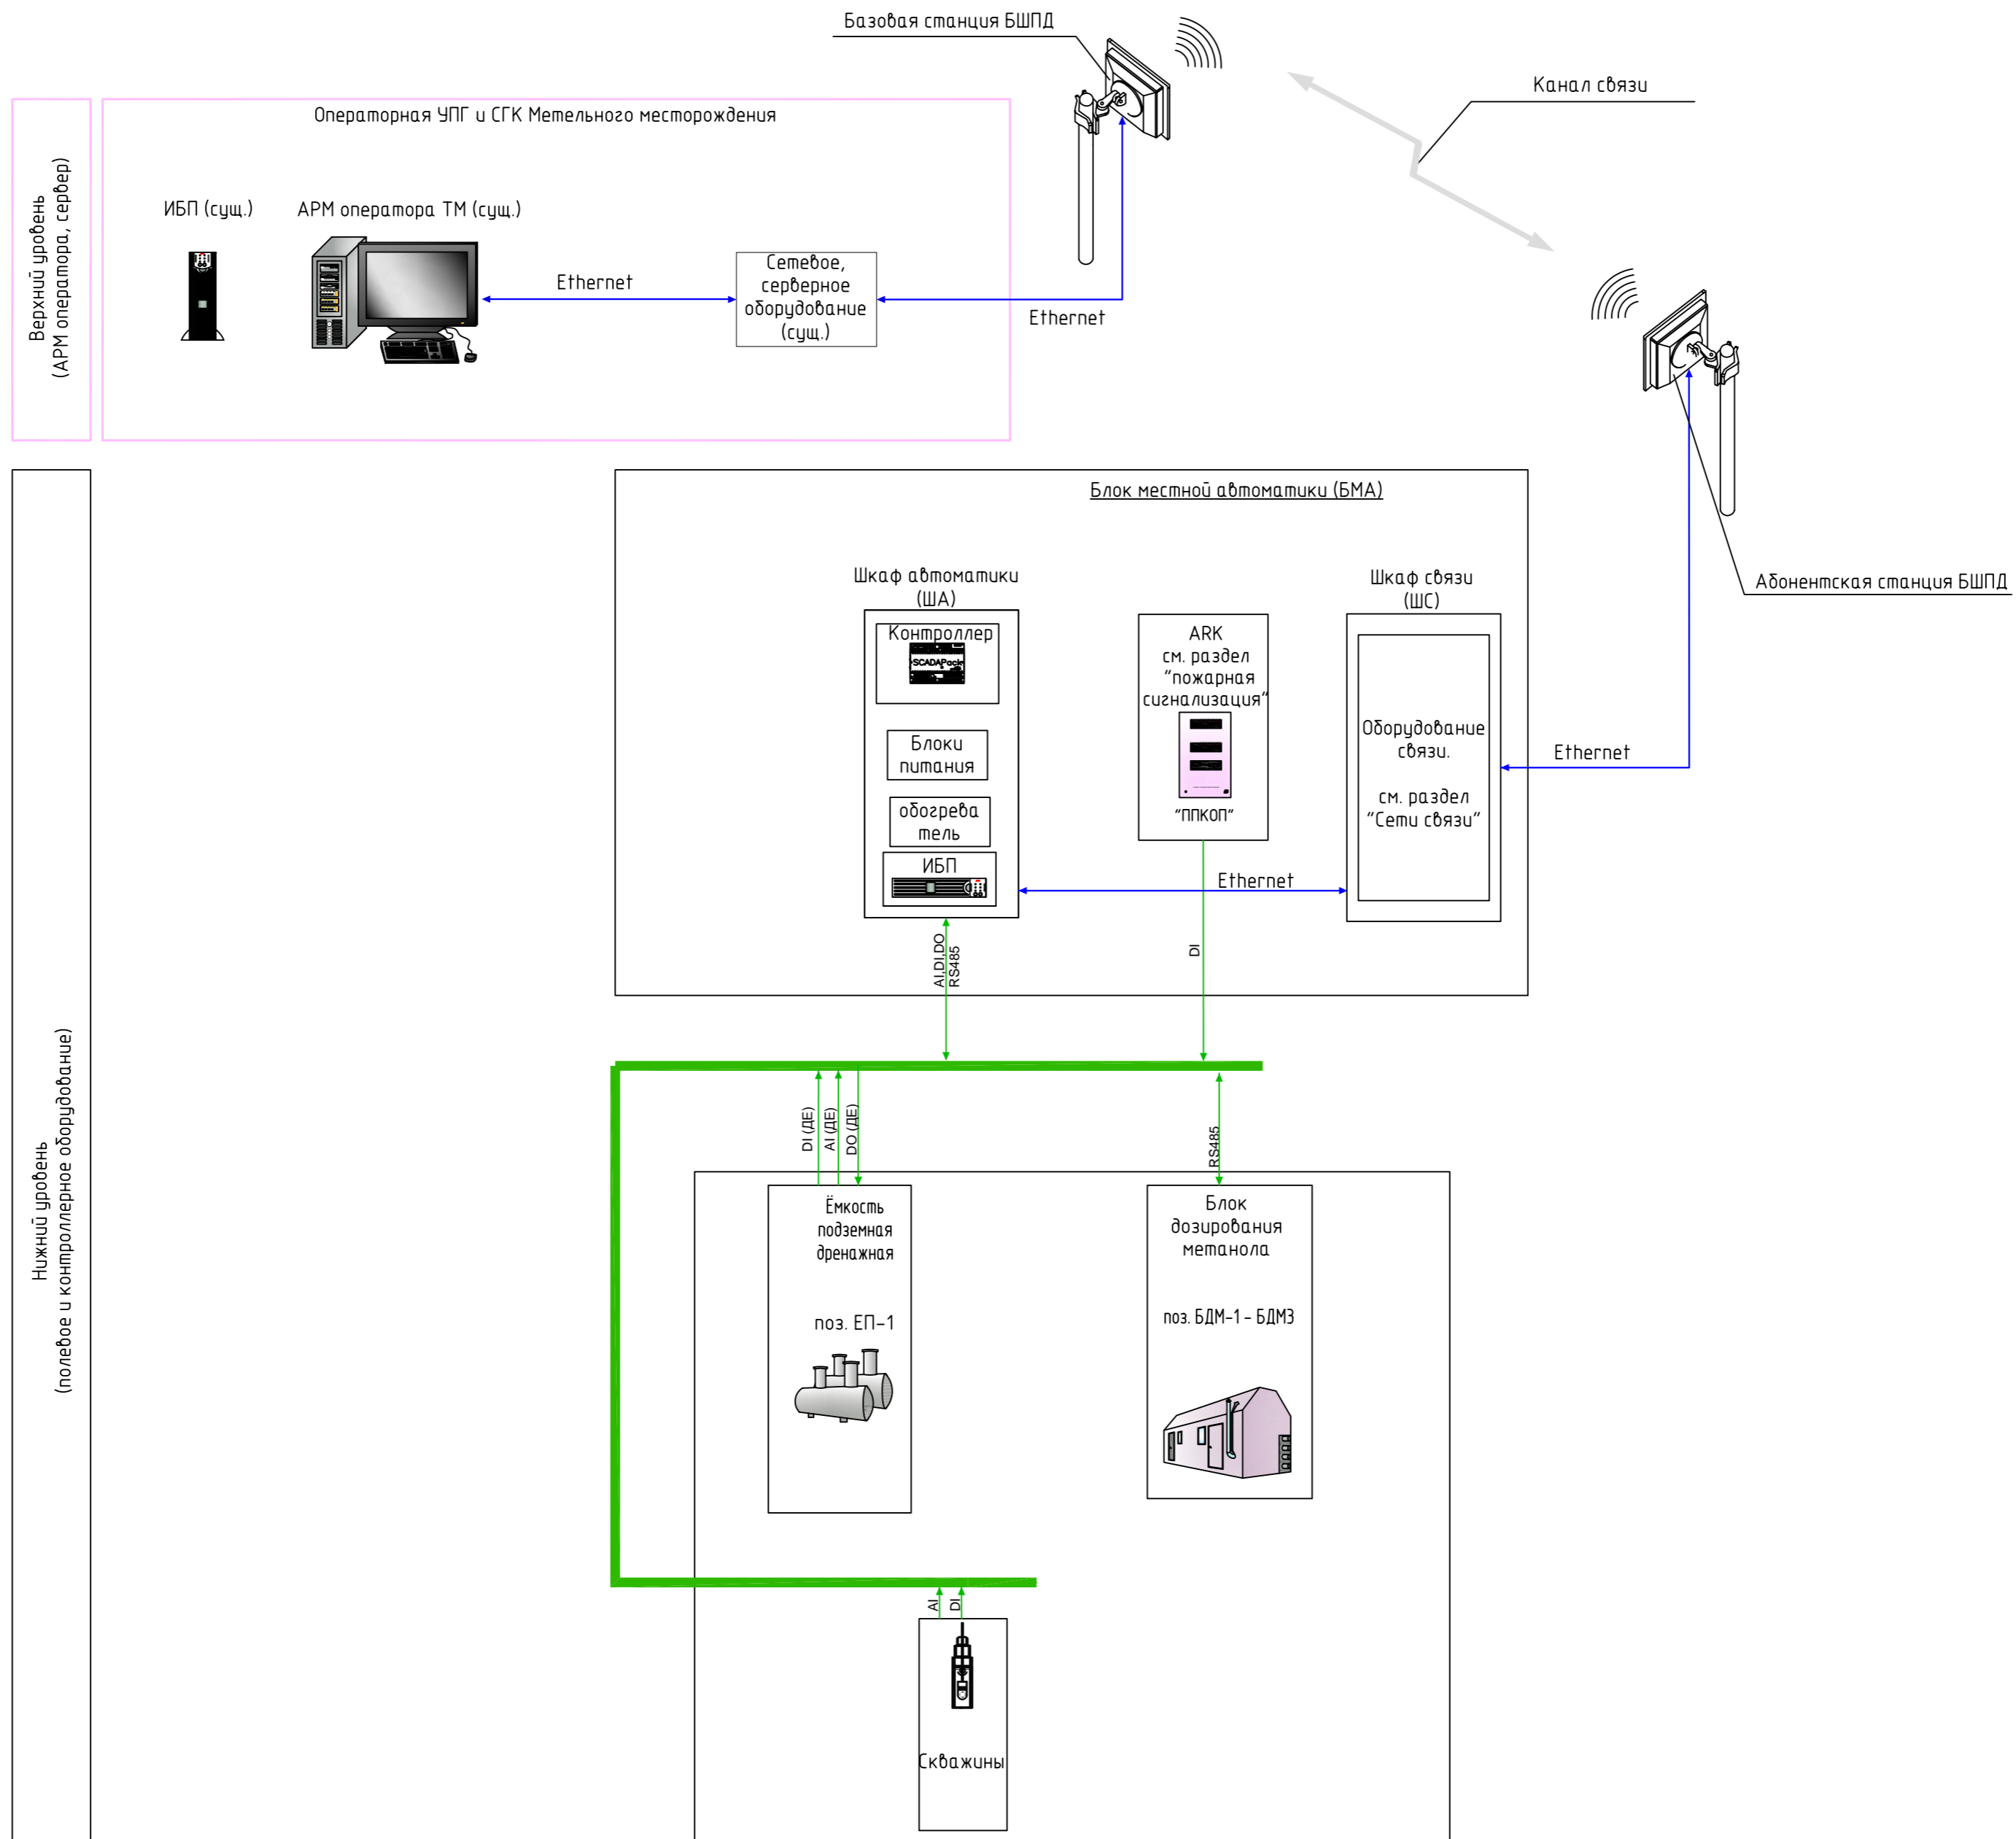 Базовая станция БШПД
Канал связи
Верхний уровень
(АРМ оператора, сервер)
Операторная УПГ и СГК Метельного месторождения
ИБП (сущ.)
АРМ оператора ТМ (сущ.)
Ethernet
Сетевое,
серверное
оборудование
(сущ.)
Ethernet
Абонентская станция БШПД
Нижний уровень
(полевое и контроллерное оборудование)
Блок местной автоматики (БМА)
Шкаф автоматики
(ША)
Контроллер
SCADAPack
Блоки
питания
обогрева
тель
ИБП
ARK
см. раздел
“пожарная
сигнализация“
“ППКОП“
Шкаф связи
(ШС)
Оборудование
связи.
см. раздел
“Сети связи“
Ethernet
Ethernet
AI,DI,DO
RS485
DI
DI (ДЕ)
AI (ДЕ)
DO (ДЕ)
RS485
Ёмкость
подземная
дренажная
поз. ЕП-1
Блок
дозирования
метанола
поз. БДМ-1 - БДМ3
AI
DI
Скважины